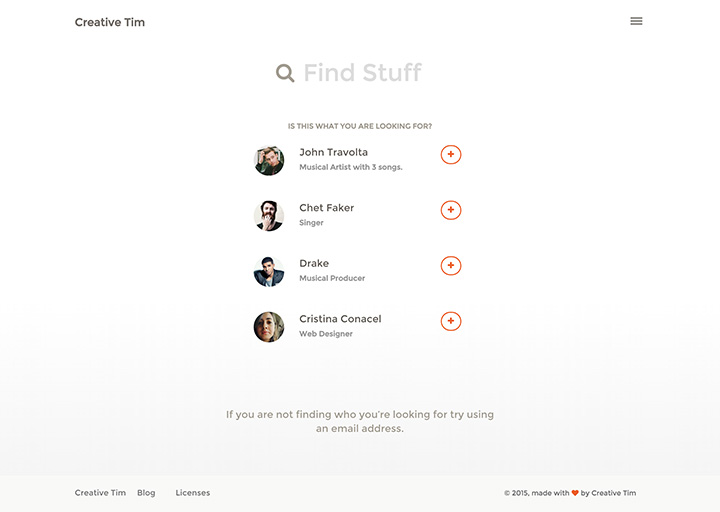 Creative Tim
Find Stuff
IS THIS WHAT YOU ARE LOOKING FOR?
John Travolta
Musical Artist with 3 songs.
Chet Faker
Singer
Drake
Musical Producer
Cristina Conacel
Web Designer
If you are not finding who you're looking for try using
an email address.
Creative Tim Blog Licenses © 2015, made with ❤ by Creative Tim